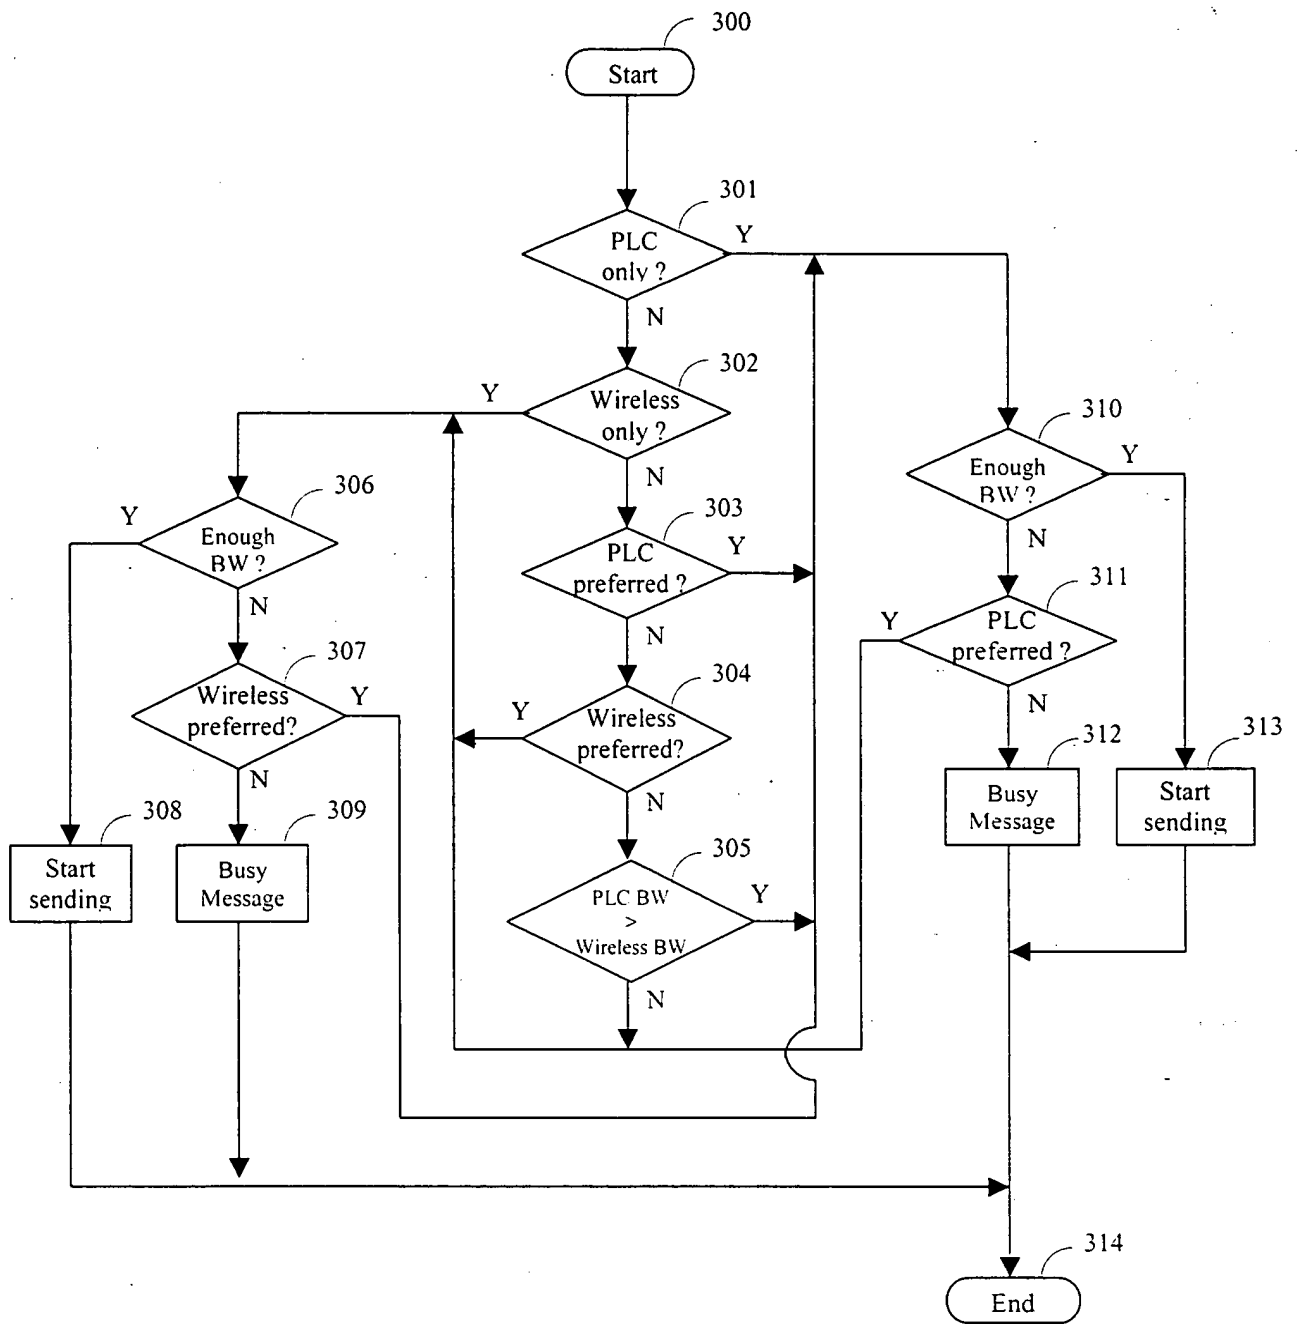 300
Start
301
PLC
only ?
Y
N
302
Wireless
only ?
Y
N
303
PLC
preferred ?
Y
N
304
Wireless
preferred?
Y
N
305
PLC BW
>
Wireless BW
Y
N
306
Enough
BW ?
Y
N
307
Wireless
preferred?
Y
N
308
Start
sending
309
Busy
Message
310
Enough
BW ?
Y
N
311
PLC
preferred ?
Y
N
312
Busy
Message
313
Start
sending
314
End